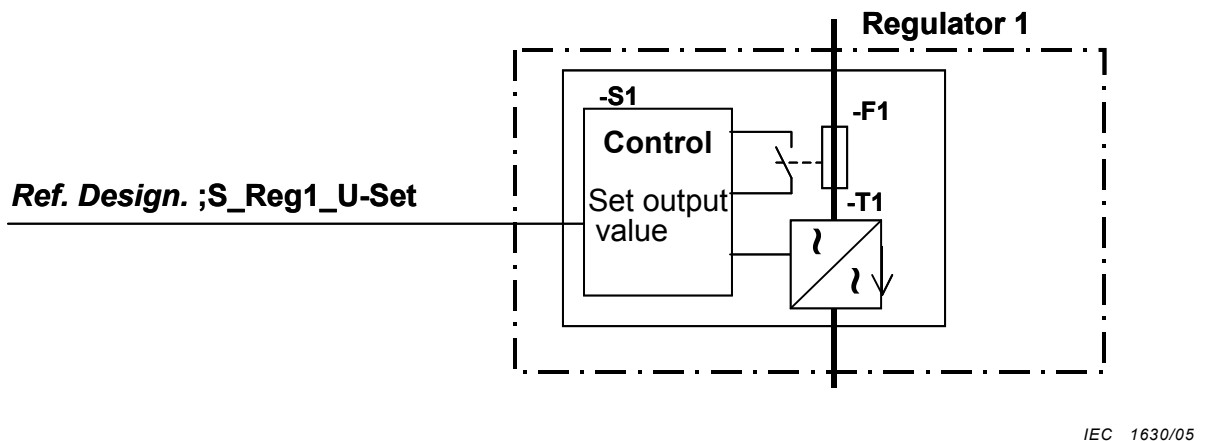 Regulator 1
-S1
-F1
Control
Ref. Design. ;S_Reg1_U-Set
Set output
value
-T1
~
~
IEC 1630/05